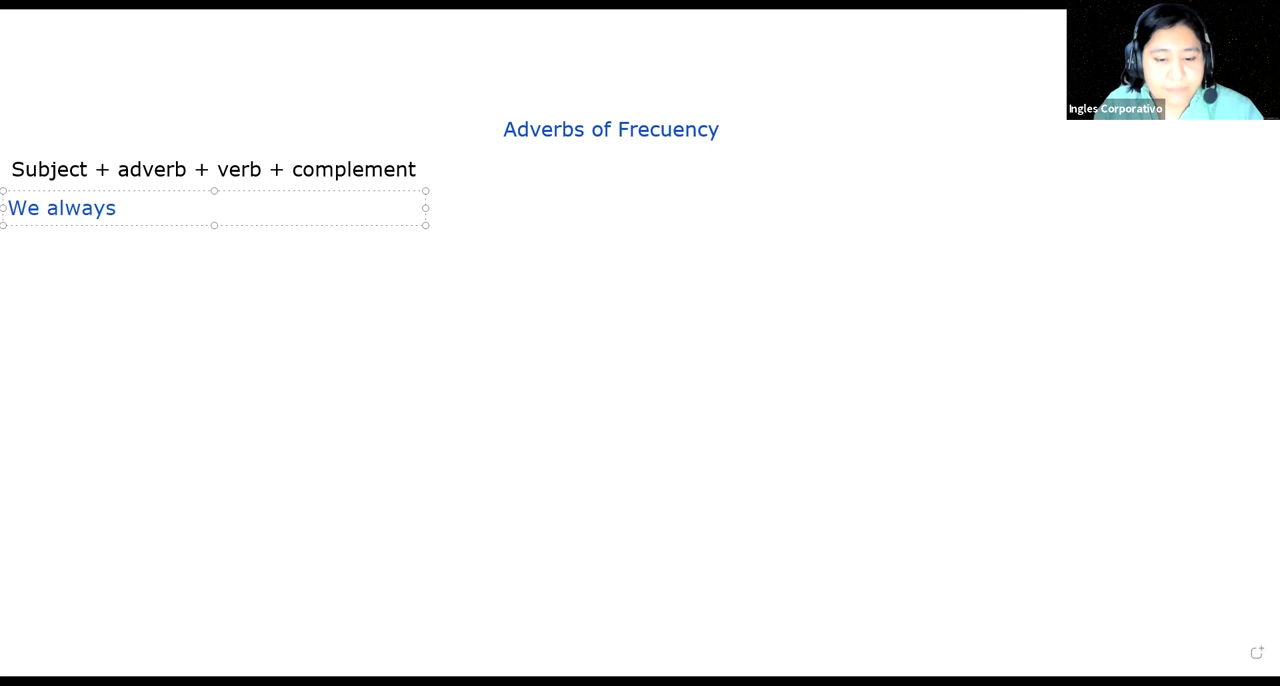 Ingles Corporativo
Adverbs of Frecuency
Subject + adverb + verb + complement
We always